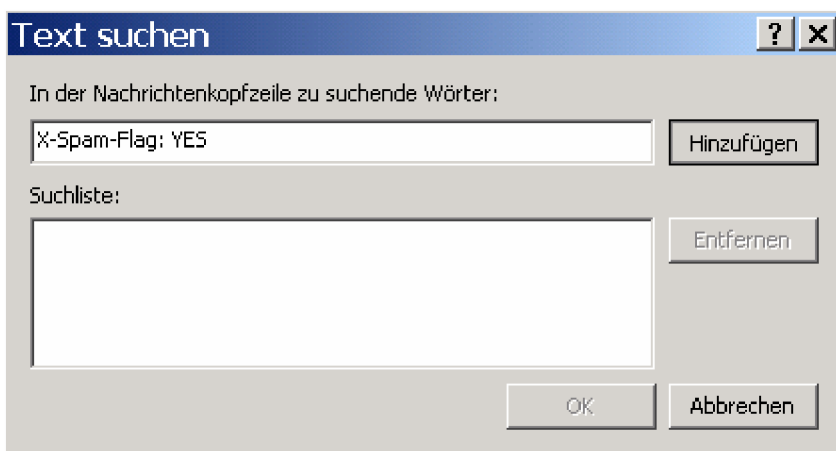 Text suchen
In der Nachrichtenkopfzeile zu suchende Wörter:
X-Spam-Flag: YES
Hinzufügen
Suchliste:
Entfernen
OK
Abbrechen